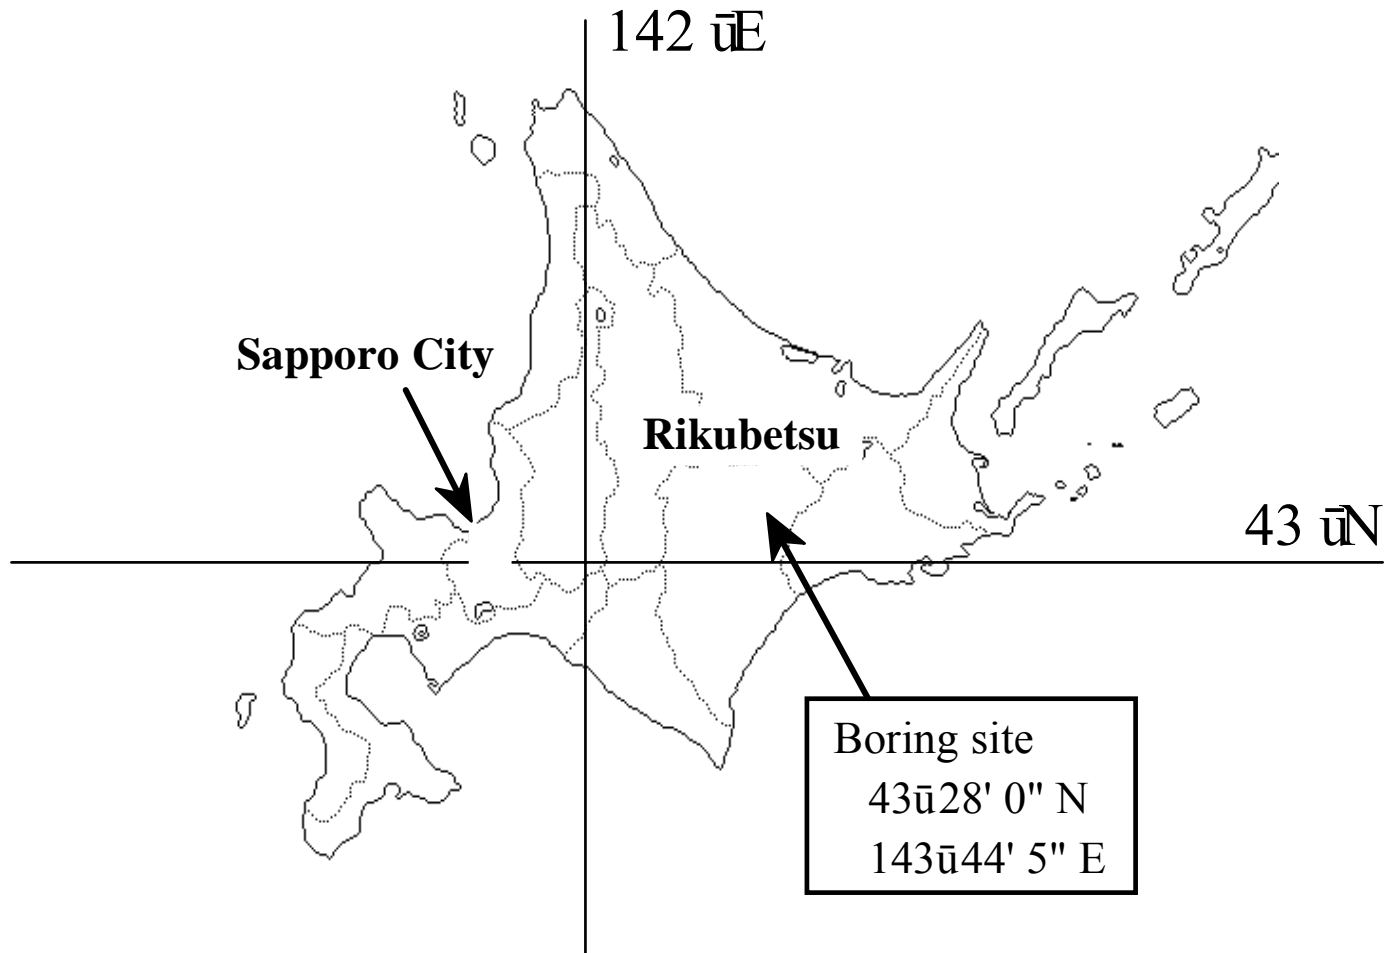 142 ūE
Sapporo City
Rikubetsu
43 ūN
Boring site
43ū28' 0" N
143ū44' 5" E